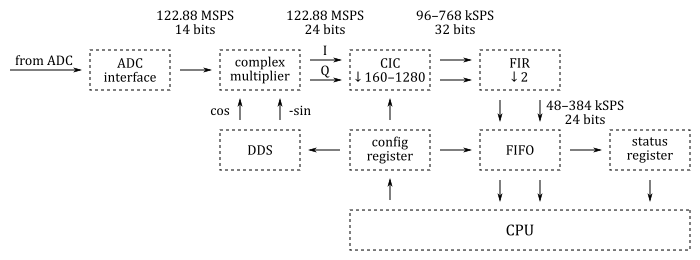 122.88 MSPS
14 bits
122.88 MSPS
24 bits
96–768 kSPS
32 bits
from ADC
ADC
interface
complex
multiplier
I
Q
CIC
↓160–1280
FIR
↓2
cos
-sin
48–384 kSPS
24 bits
DDS
config
register
FIFO
status
register
CPU